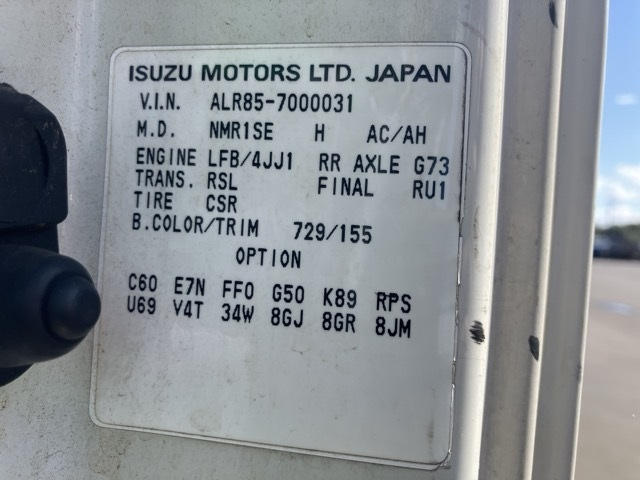 ISUZU MOTORS LTD. JAPAN
V.I.N. ALR85-7000031
M.D. NMR1SE H AC/AH
ENGINE LFB/4JJ1 RR AXLE G73
TRANS. RSL FINAL RU1
TIRE CSR
B.COLOR/TRIM 729/155
OPTION
C60 E7N FF0 G50 K89 RPS
U69 V4T 34W 8GJ 8GR 8JM